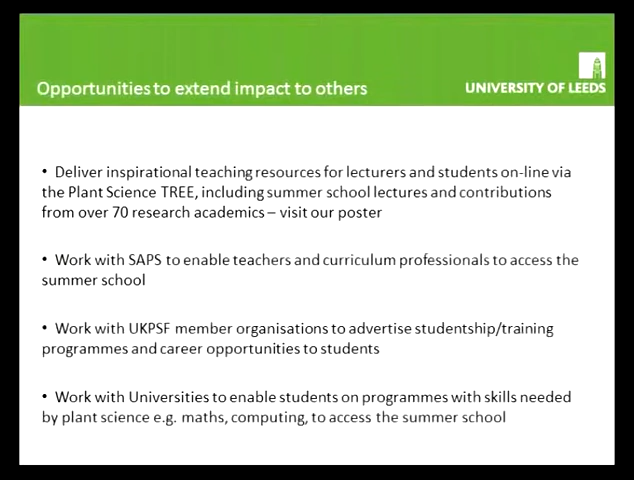 Opportunities to extend impact to others
UNIVERSITY OF LEEDS
• Deliver inspirational teaching resources for lecturers and students on-line via
the Plant Science TREE, including summer school lectures and contributions
from over 70 research academics – visit our poster
• Work with SAPS to enable teachers and curriculum professionals to access the
summer school
• Work with UKPSF member organisations to advertise studentship/training
programmes and career opportunities to students
• Work with Universities to enable students on programmes with skills needed
by plant science e.g. maths, computing, to access the summer school